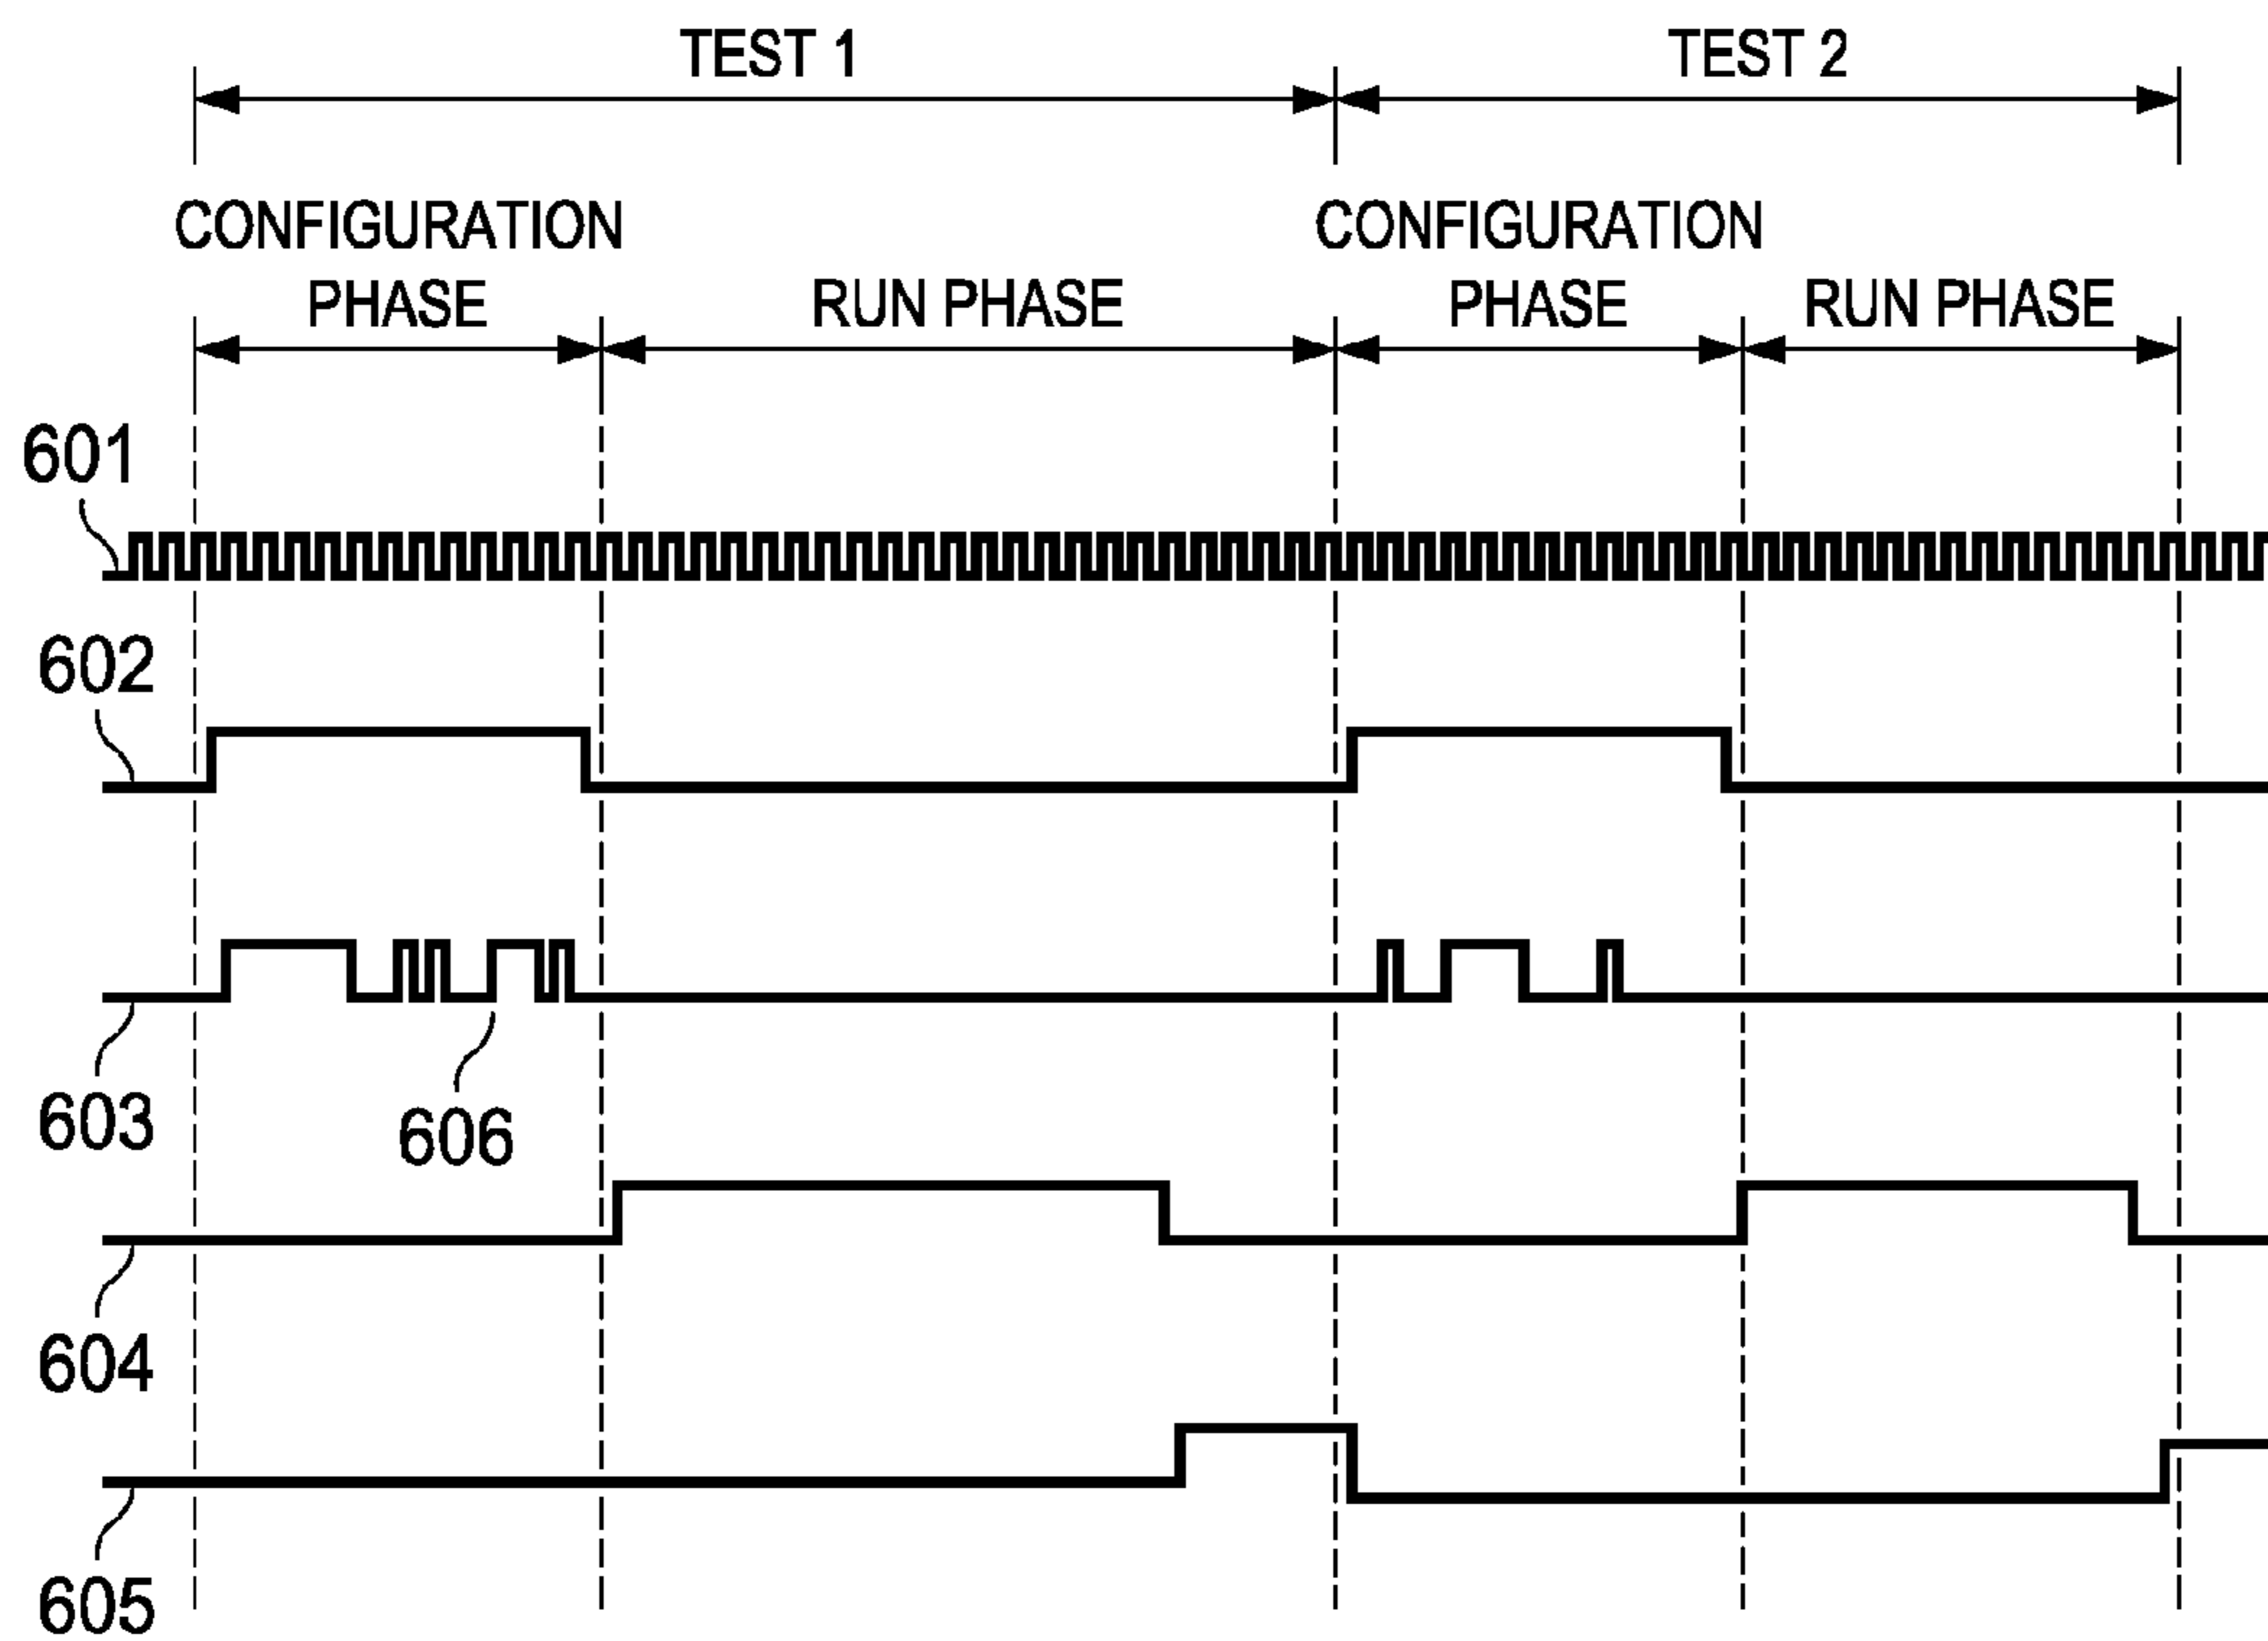 TEST 1
TEST 2
CONFIGURATION
PHASE
RUN PHASE
CONFIGURATION
PHASE
RUN PHASE
601
602
603
606
604
605